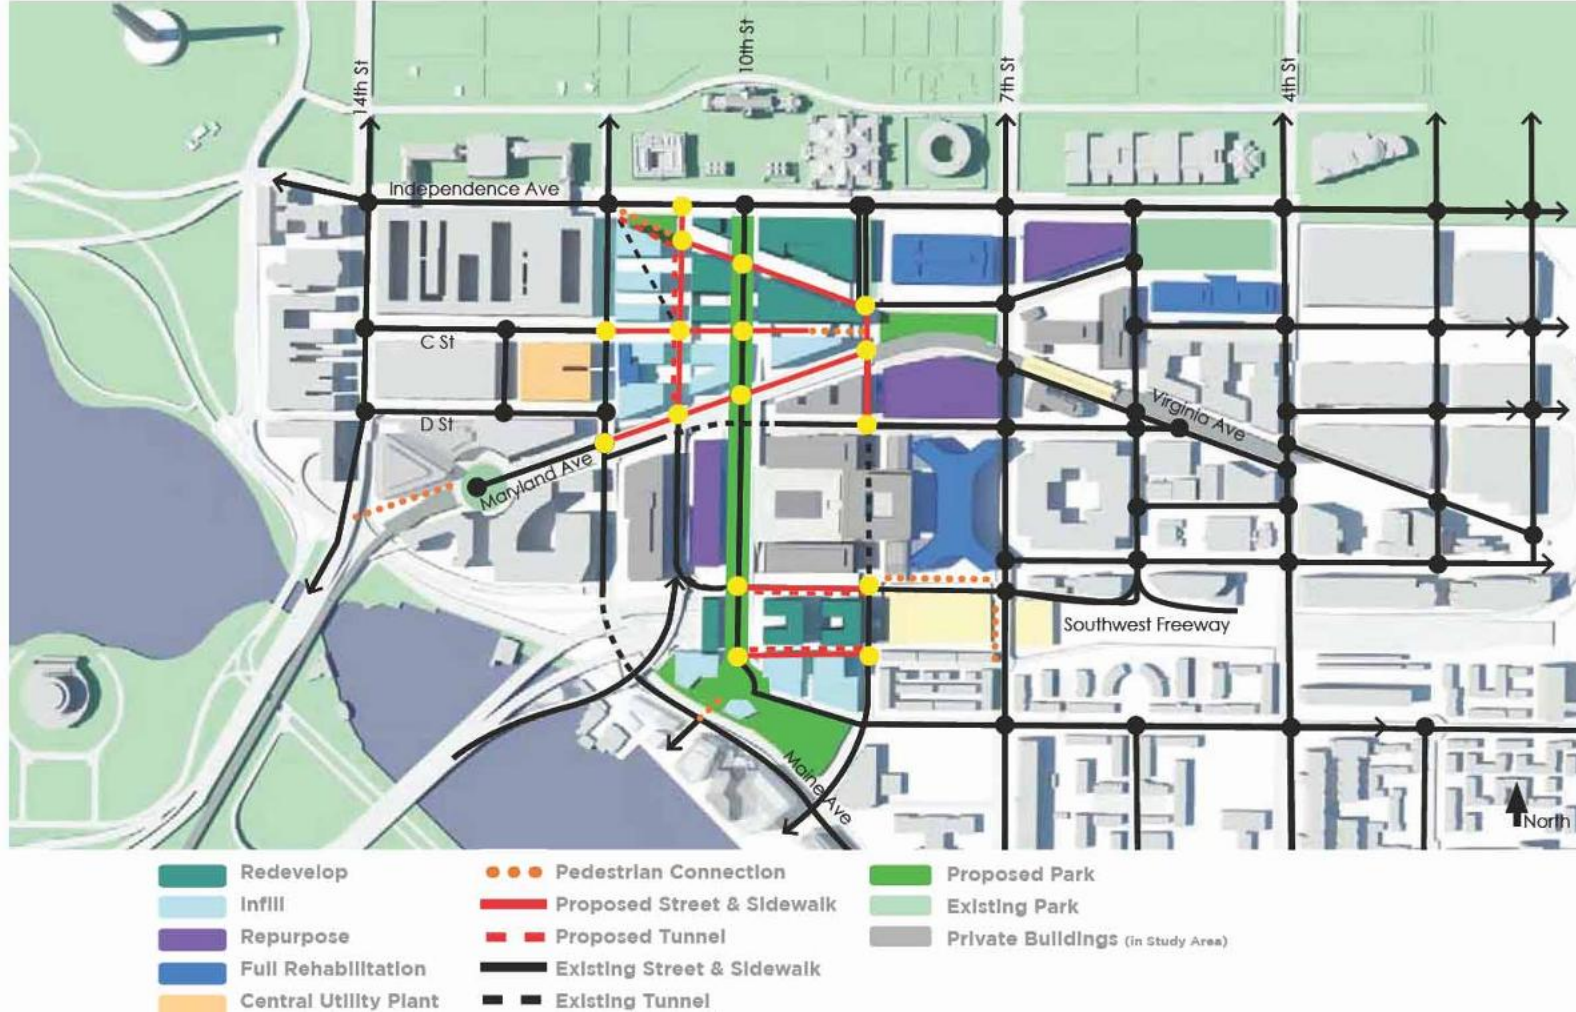 14th St
10th St
7th St
4th St
Independence Ave
C St
D St
Maryland Ave
Virginia Ave
Southwest Freeway
Maine Ave
North
Redevelop
Infill
Repurpose
Full Rehabilitation
Central Utility Plant
Pedestrian Connection
Proposed Street & Sidewalk
Proposed Tunnel
Existing Street & Sidewalk
Existing Tunnel
Proposed Park
Existing Park
Private Buildings (in Study Area)